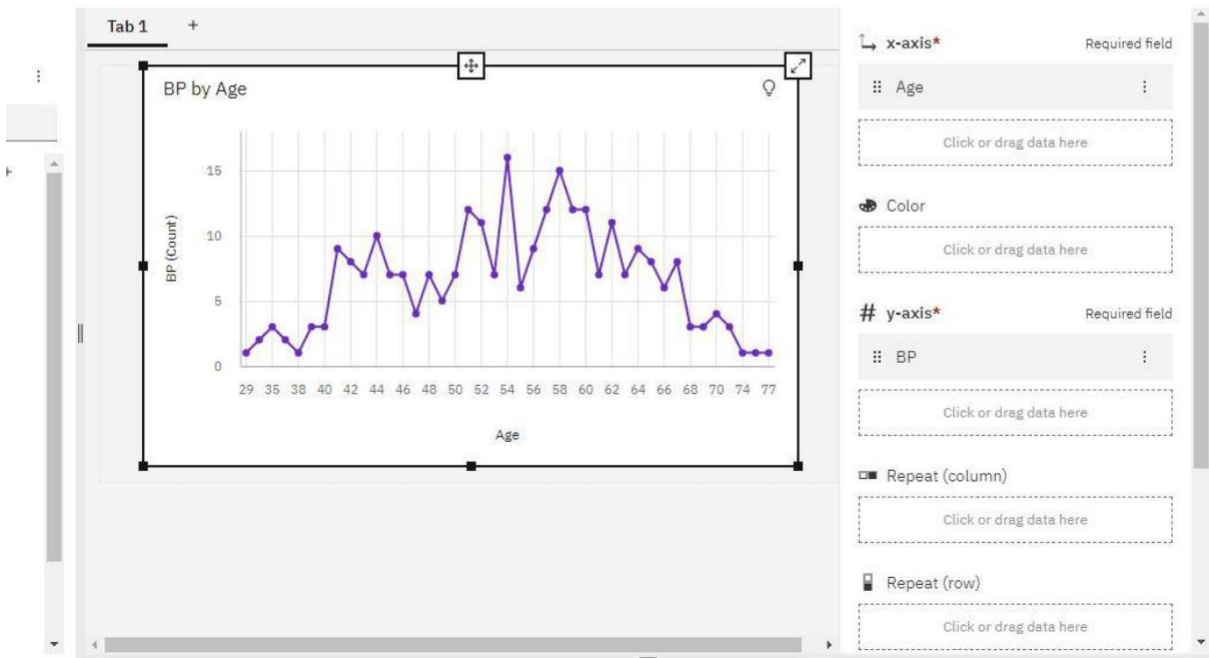 Tab 1 +
BP by Age
BP (Count)
15
10
5
0
29 35 38 40 42 44 46 48 50 52 54 56 58 60 62 64 66 68 70 74 77
Age
x-axis* Required field
Age
Click or drag data here
Color
Click or drag data here
# y-axis* Required field
BP
Click or drag data here
Repeat (column)
Click or drag data here
Repeat (row)
Click or drag data here